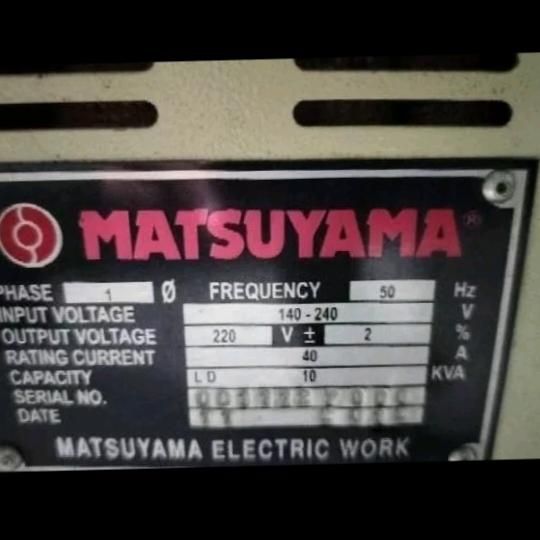 MATSUYAMA ®
PHASE 1 Ø FREQUENCY 50 Hz
INPUT VOLTAGE 140 - 240 V
OUTPUT VOLTAGE 220 V ± 2 %
RATING CURRENT 40 A
CAPACITY L D 10 KVA
SERIAL NO.
DATE
MATSUYAMA ELECTRIC WORK